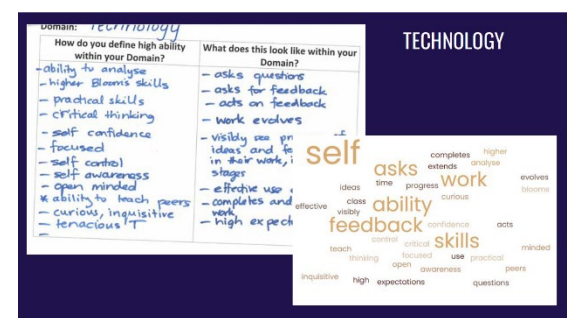 TECHNOLOGY
Domain: Technology
How do you define high ability
within your Domain?
-ability to analyse
-higher Bloom's skills
- practical skills
- critical thinking
- self confidence
- focused
- self control
- self awareness
- open minded
* ability to teach peers
- curious, inquisitive
- tenacious
What does this look like within your
Domain?
- asks questions
- asks for feedback
- acts on feedback
- work evolves
- visibly see
ideas and
in their work,
stages
- effective use
- completes and
work
- high
self
completes
higher
asks
extends
analyse
work
evolves
ideas
time
progress
blooms
curious
effective
class
ability
visibly
feedback
confidence
acts
control
critical
skills
teach
minded
thinking
focused
use
practical
open
awareness
peers
inquisitive
high
expectations
questions